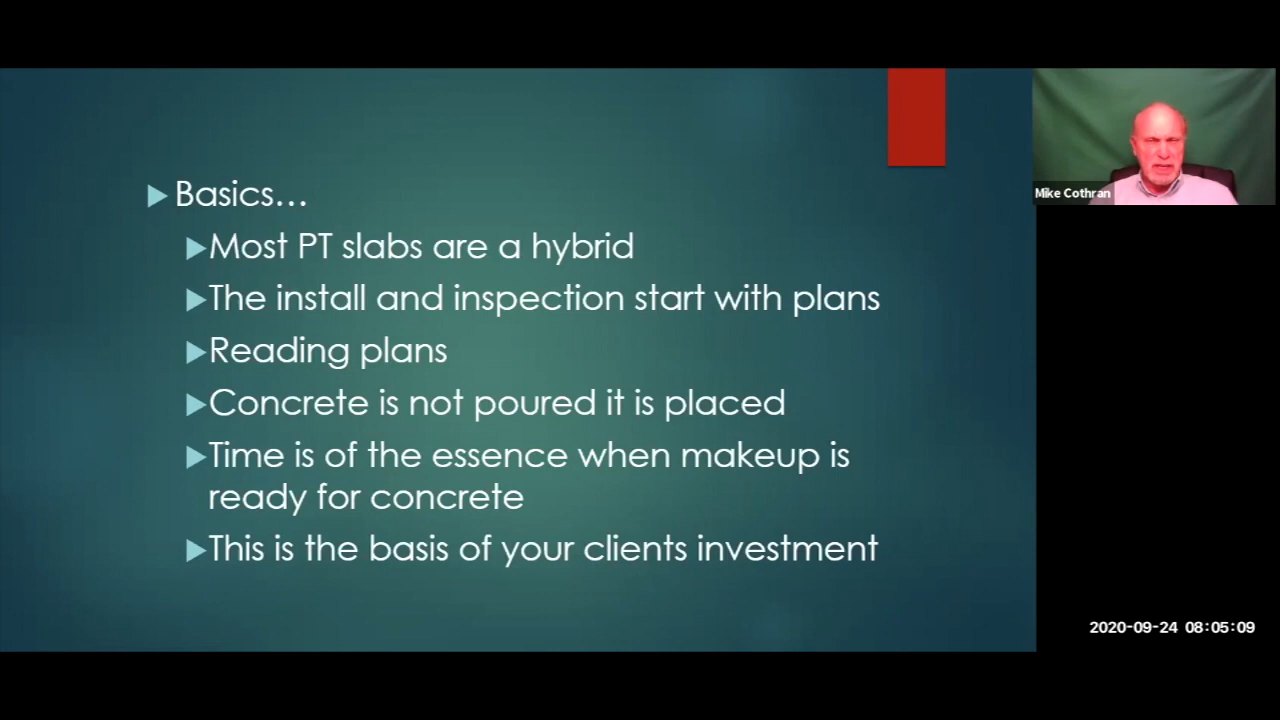 Basics...
Most PT slabs are a hybrid
The install and inspection start with plans
Reading plans
Concrete is not poured it is placed
Time is of the essence when makeup is
ready for concrete
This is the basis of your clients investment
Mike Cothran
2020-09-24 08:05:09